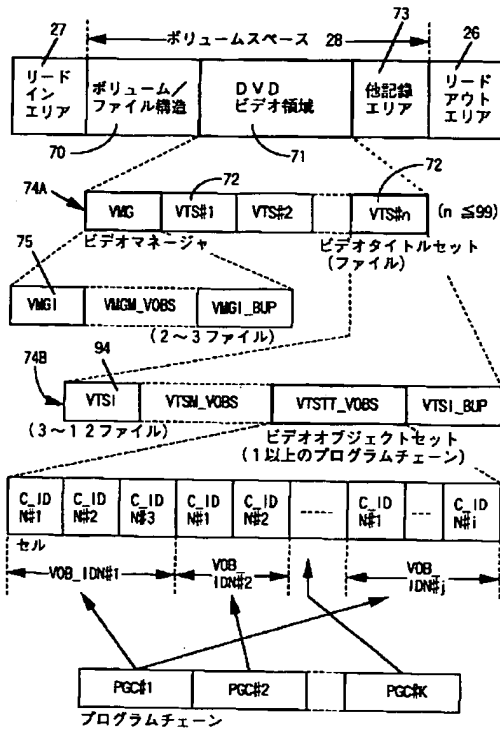 27
ボリュームスペース 28
73
26
リード
イン
エリア
ボリューム/
ファイル構造
DVD
ビデオ領域
他記録
エリア
リード
アウト
エリア
70
71
72
72
74A
VMG
VTS#1
VTS#2
VTS#n
(n ≦99)
ビデオマネージャ
ビデオタイトルセット
(ファイル)
75
VMGI
VMGM_VOBS
VMGI_BUP
(2〜3ファイル)
74B
94
VTSI
VTSM_VOBS
VTSTT_VOBS
VTSI_BUP
(3〜12ファイル)
ビデオオブジェクトセット
(1以上のプログラムチェーン)
C_ID
N#1
C_ID
N#2
C_ID
N#3
C_ID
N#1
C_ID
N#2
C_ID
N#1
C_ID
N#i
セル
VOB_IDN#1
VOB_
IDN#2
VOB_
IDN#j
PGC#1
PGC#2
PGC#K
プログラムチェーン